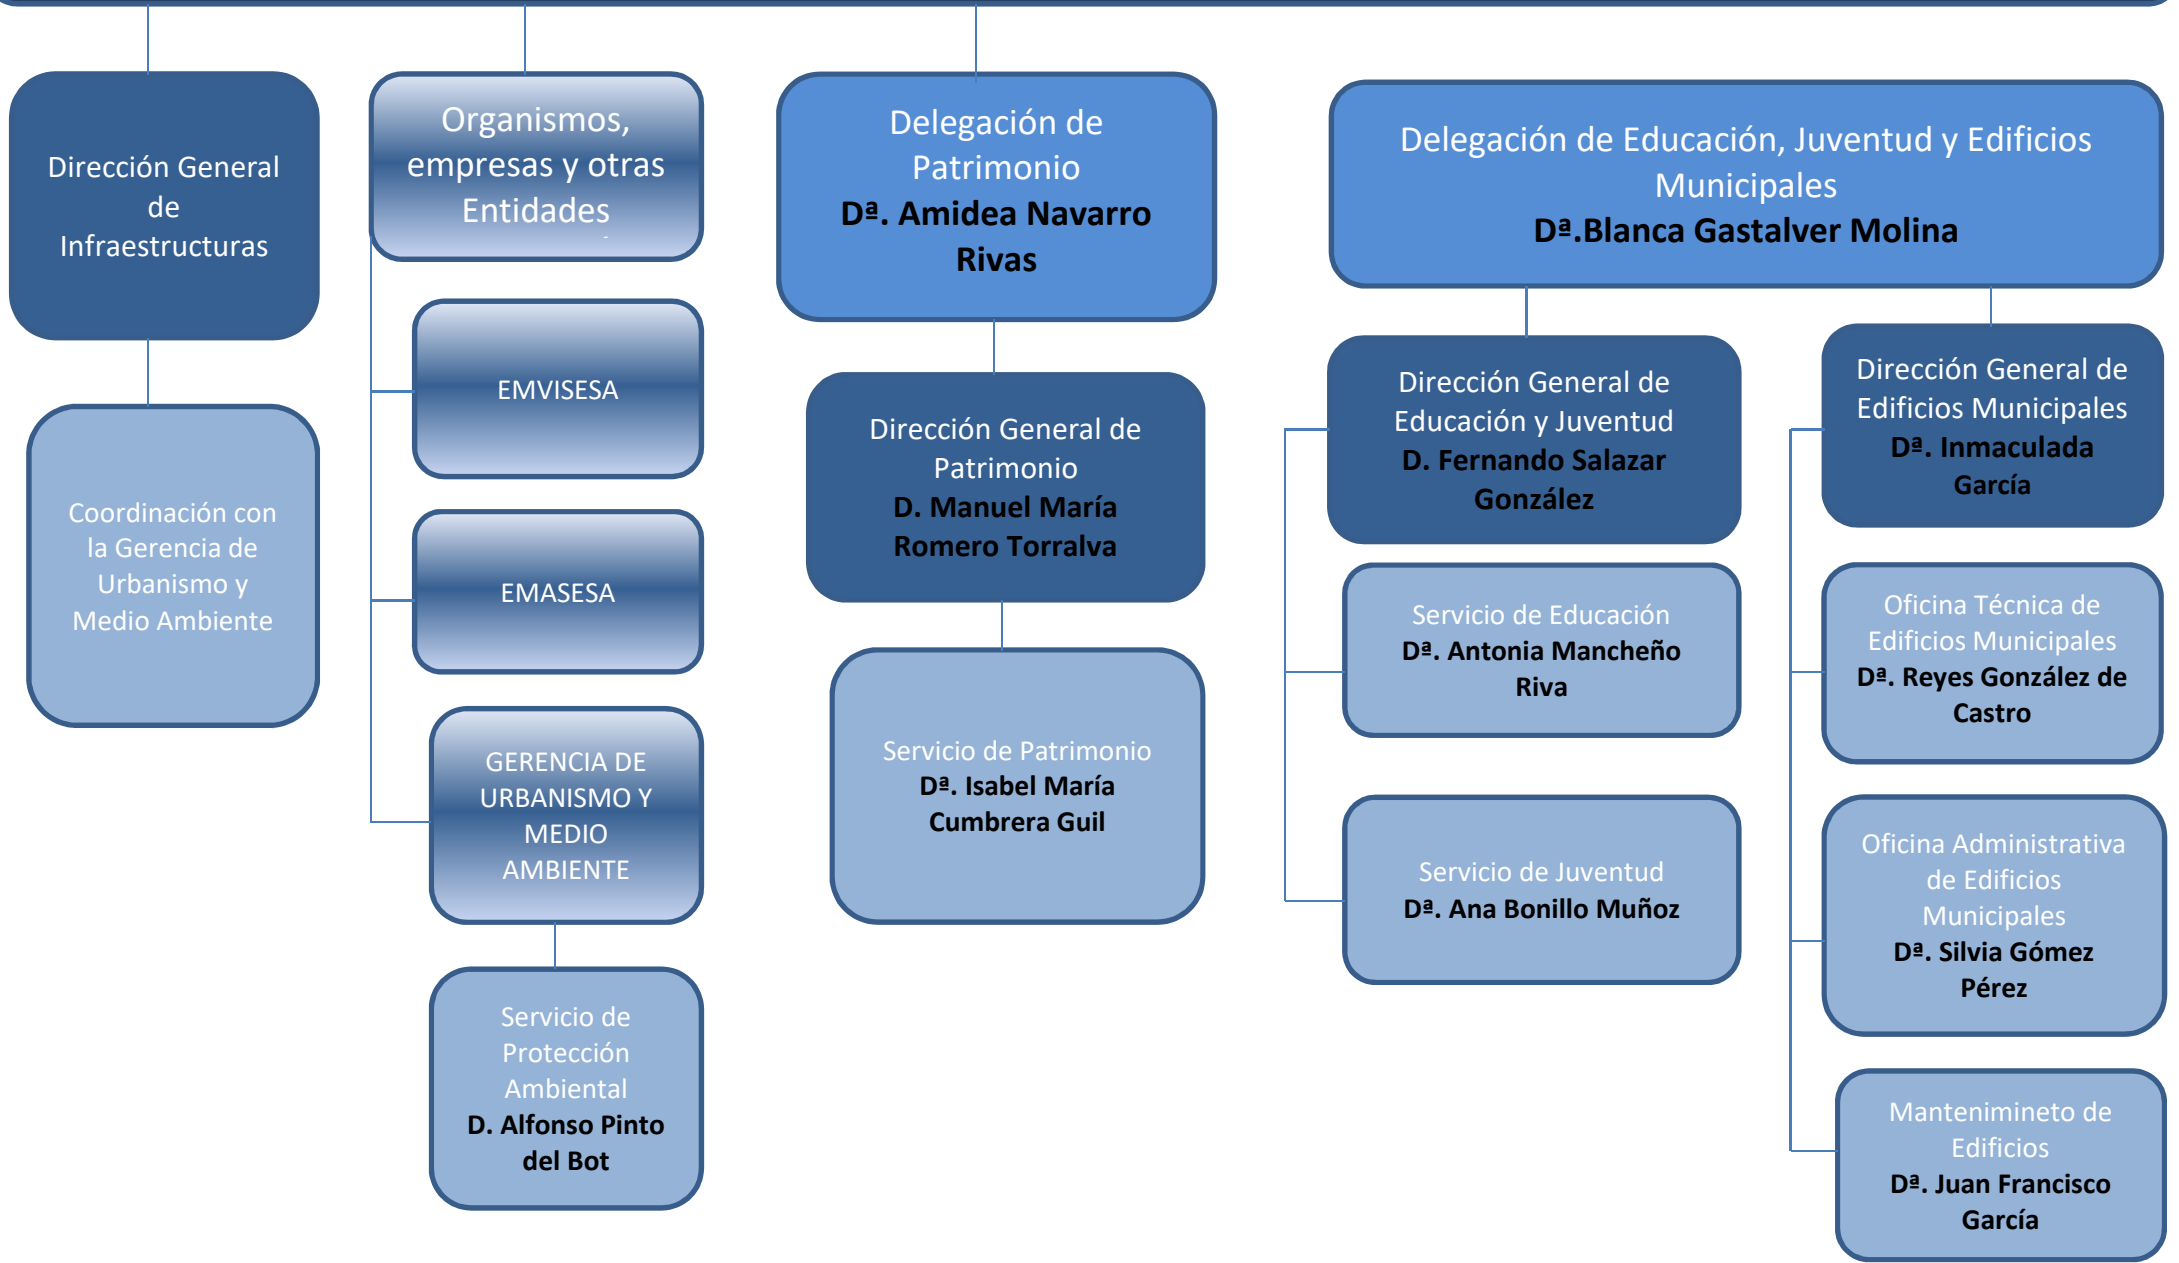 Dirección General
de
Infraestructuras
Coordinación con
la Gerencia de
Urbanismo y
Medio Ambiente
Organismos,
empresas y otras
Entidades
EMVISESA
EMASESA
GERENCIA DE
URBANISMO Y
MEDIO
AMBIENTE
Servicio de
Protección
Ambiental
D. Alfonso Pinto
del Bot
Delegación de
Patrimonio
Dª. Amidea Navarro
Rivas
Dirección General de
Patrimonio
D. Manuel María
Romero Torralva
Servicio de Patrimonio
Dª. Isabel María
Cumbrera Guil
Delegación de Educación, Juventud y Edificios
Municipales
Dª.Blanca Gastalver Molina
Dirección General de
Educación y Juventud
D. Fernando Salazar
González
Servicio de Educación
Dª. Antonia Mancheño
Riva
Servicio de Juventud
Dª. Ana Bonillo Muñoz
Dirección General de
Edificios Municipales
Dª. Inmaculada
García
Oficina Técnica de
Edificios Municipales
Dª. Reyes González de
Castro
Oficina Administrativa
de Edificios
Municipales
Dª. Silvia Gómez
Pérez
Mantenimineto de
Edificios
Dª. Juan Francisco
García